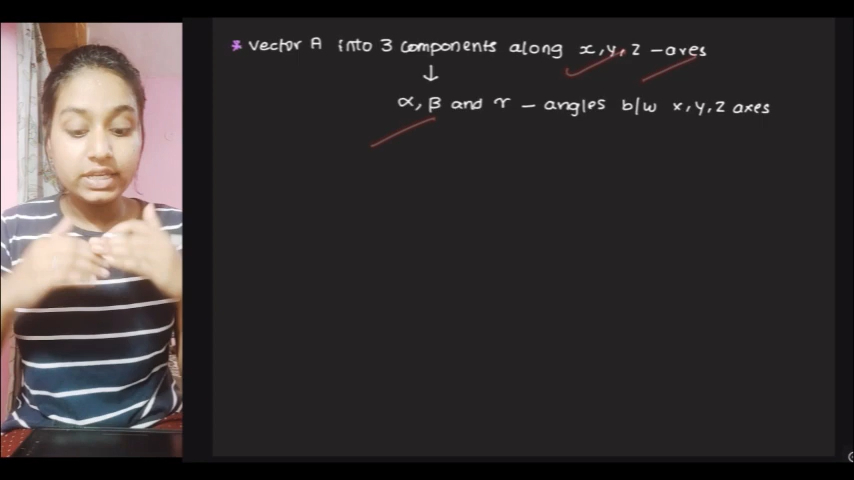 * vector A into 3 components along x, y, z - axes
↓
α, β and r - angles b/w x, y, z axes